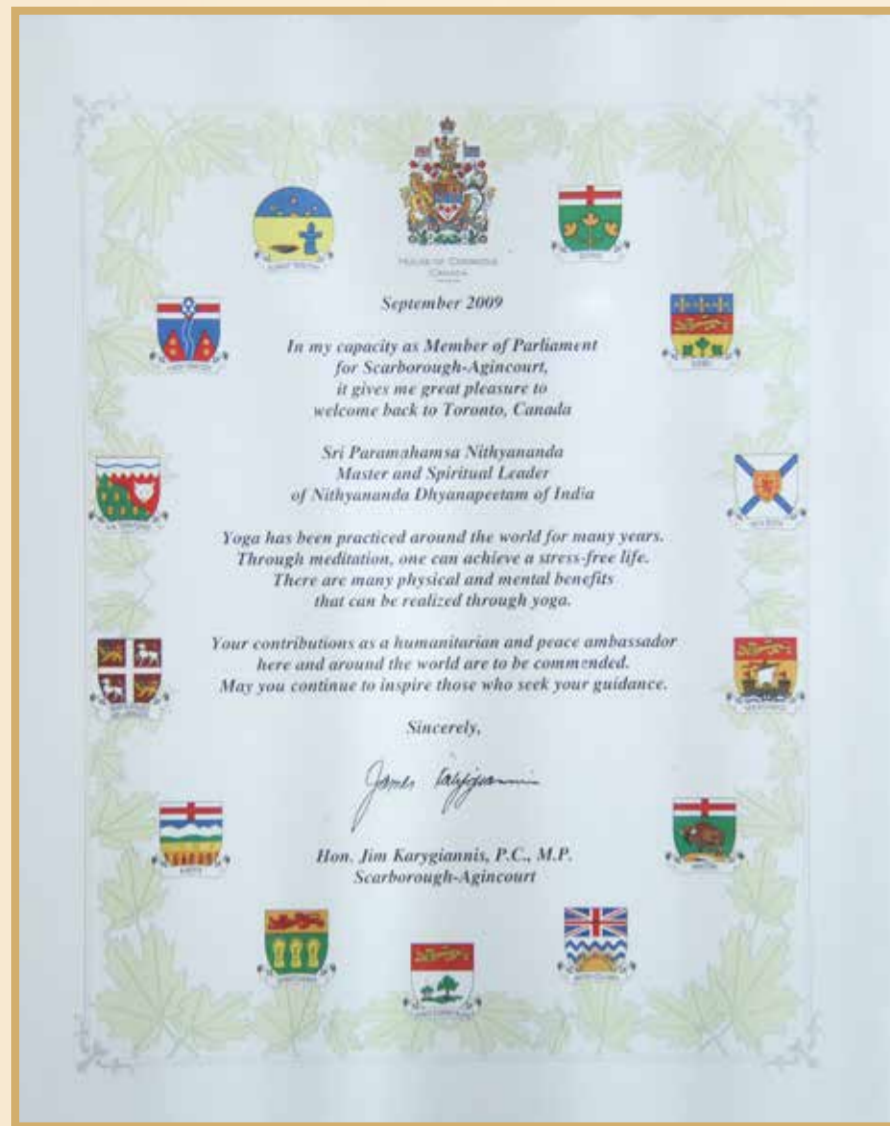 HOUSE OF COMMONS
CANADA
September 2009
In my capacity as Member of Parliament
for Scarborough-Agincourt,
it gives me great pleasure to
welcome back to Toronto, Canada
Sri Paramahamsa Nithyananda
Master and Spiritual Leader
of Nithyananda Dhyanapeetam of India
Yoga has been practiced around the world for many years.
Through meditation, one can achieve a stress-free life.
There are many physical and mental benefits
that can be realized through yoga.
Your contributions as a humanitarian and peace ambassador
here and around the world are to be commended.
May you continue to inspire those who seek your guidance.
Sincerely,
Hon. Jim Karygiannis, P.C., M.P.
Scarborough-Agincourt